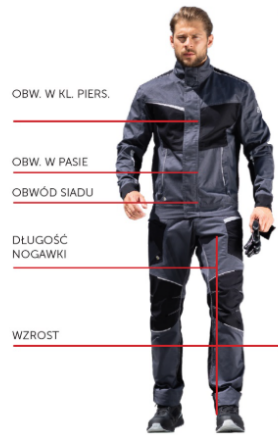 OBW. W KL. PIERS.
OBW. W PASIE
OBWÓD SIADU
DŁUGOŚĆ
NOGAWKI
WZROST